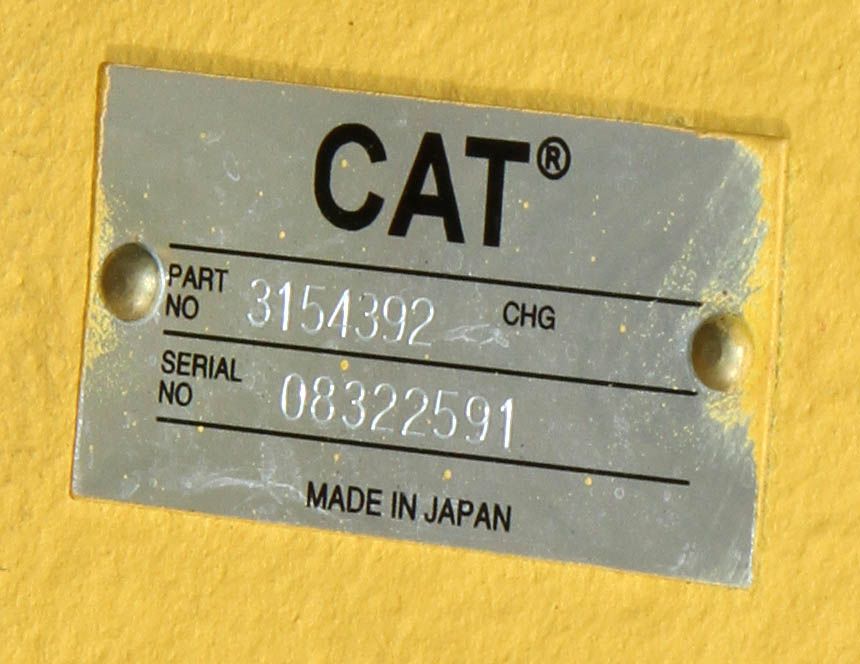 CAT®
PART NO 3154392 CHG
SERIAL NO 08322591
MADE IN JAPAN